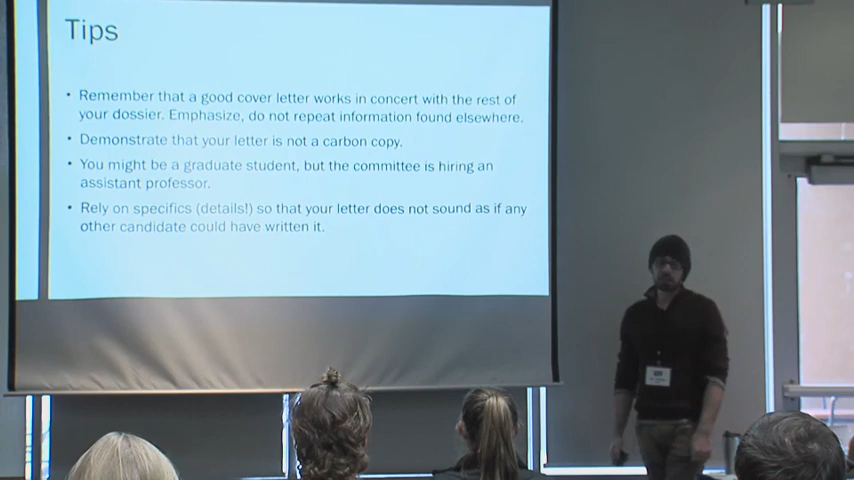 Tips
• Remember that a good cover letter works in concert with the rest of
your dossier. Emphasize, do not repeat information found elsewhere.
• Demonstrate that your letter is not a carbon copy.
• You might be a graduate student, but the committee is hiring an
assistant professor.
• Rely on specifics (details!) so that your letter does not sound as if any
other candidate could have written it.